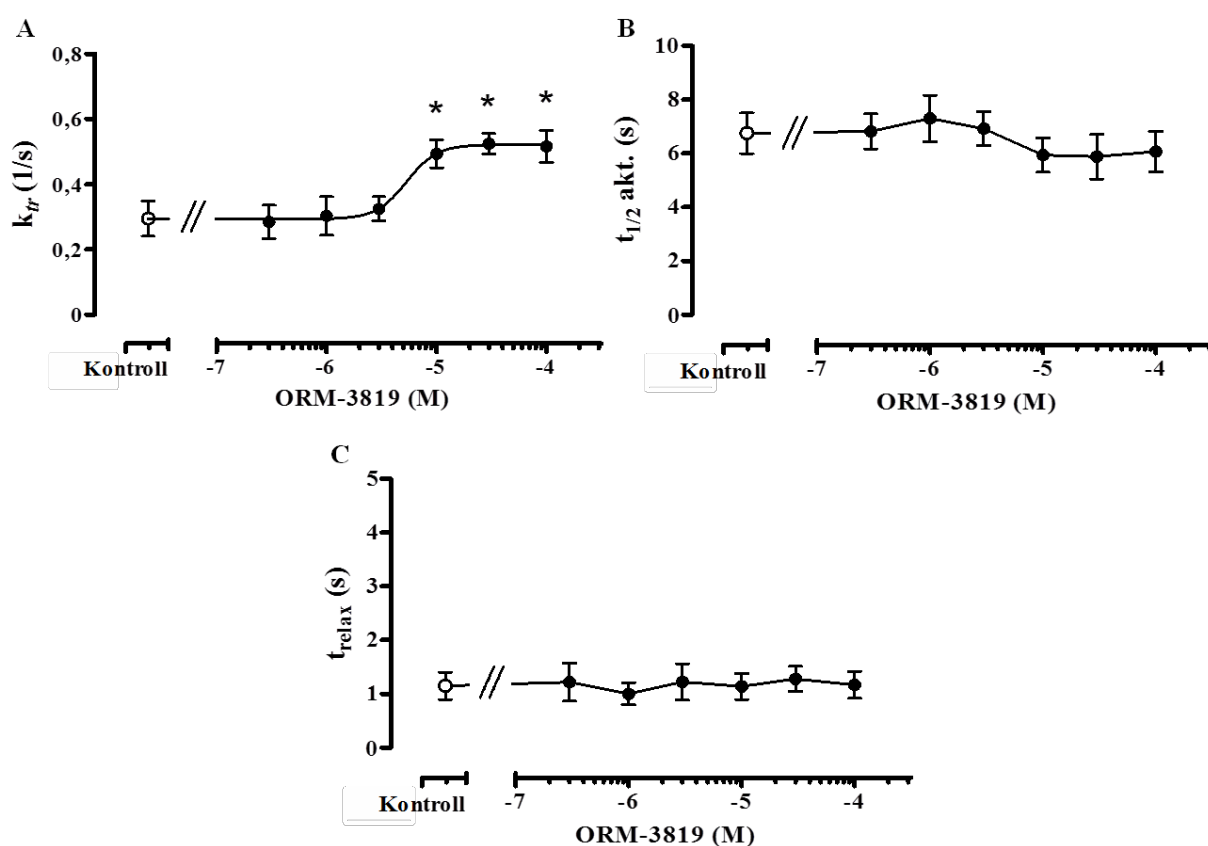 A
0,8
0,6
0,4
0,2
0
k_tr (1/s)
* * *
Kontroll
-7 -6 -5 -4
ORM-3819 (M)
B
10
8
6
4
2
0
t_1/2 akt. (s)
Kontroll
-7 -6 -5 -4
ORM-3819 (M)
C
5
4
3
2
1
0
t_relax (s)
Kontroll
-7 -6 -5 -4
ORM-3819 (M)